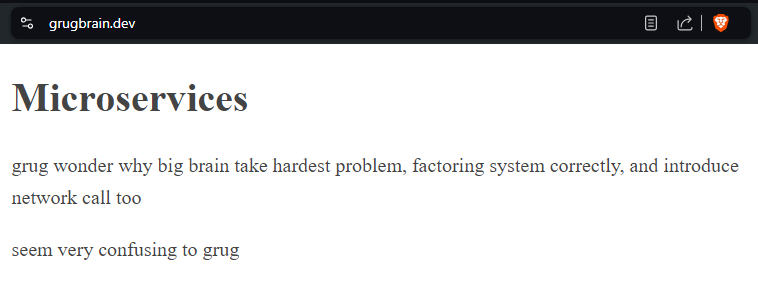 grugbrain.dev
Microservices
grug wonder why big brain take hardest problem, factoring system correctly, and introduce
network call too
seem very confusing to grug